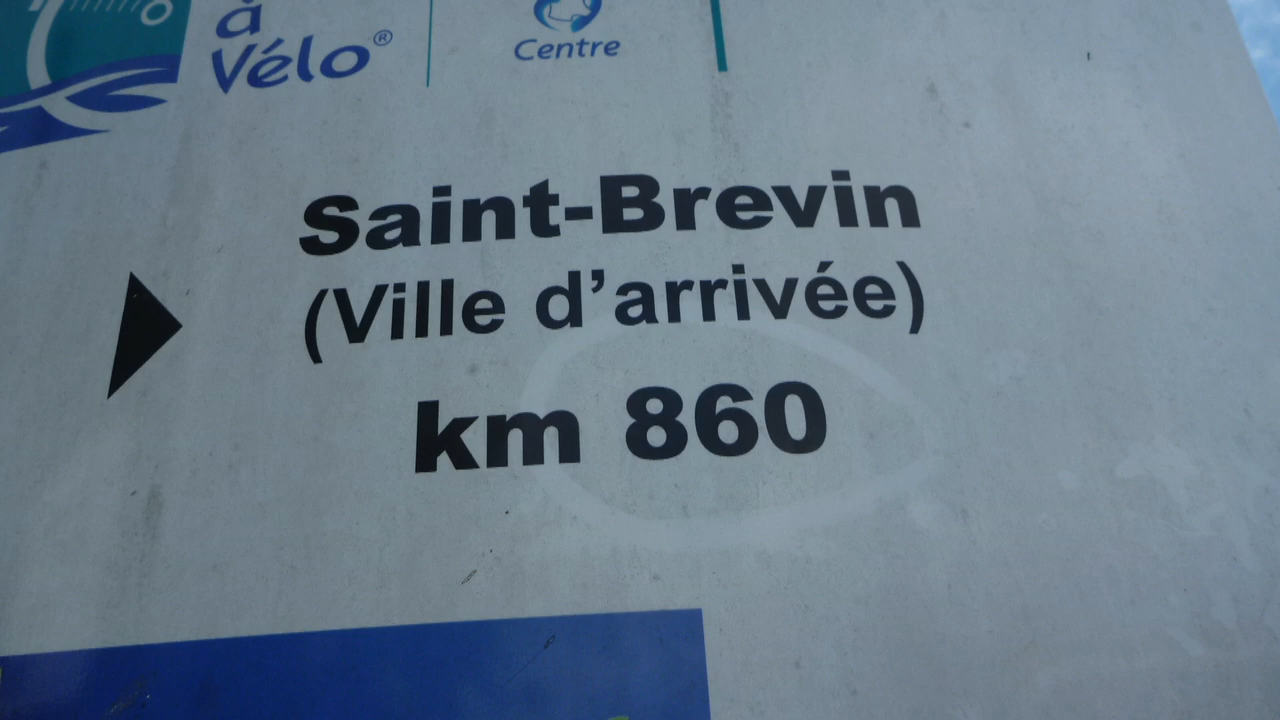 à
Vélo®
Centre
Saint-Brevin
(Ville d’arrivée)
km 860